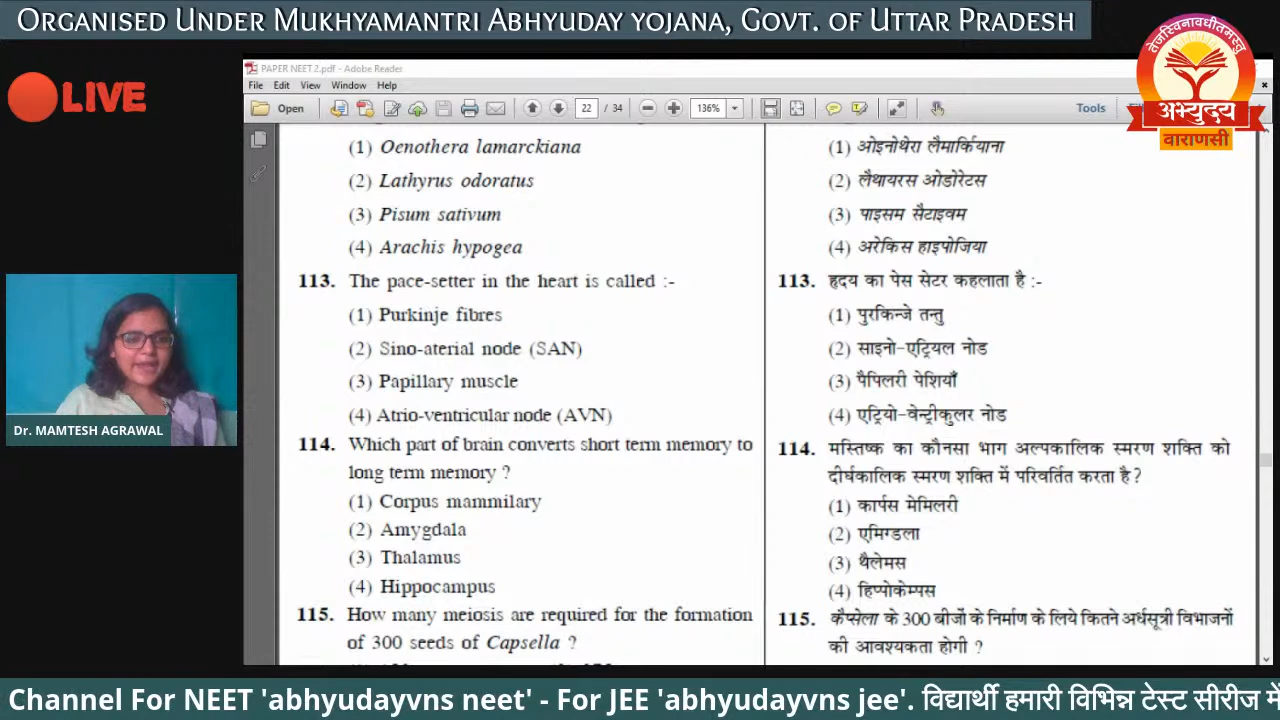 ORGANISED UNDER MUKHYAMANTRI ABHYUDAY YOJANA, GOVT. OF UTTAR PRADESH
तेजस्विनावधीतमस्तु
अभ्युदय
वाराणसी
LIVE
PAPER NEET 2.pdf - Adobe Reader
File Edit View Window Help
Open 22 / 34 136% Tools
(1) Oenothera lamarckiana
(2) Lathyrus odoratus
(3) Pisum sativum
(4) Arachis hypogea
113. The pace-setter in the heart is called :-
(1) Purkinje fibres
(2) Sino-aterial node (SAN)
(3) Papillary muscle
(4) Atrio-ventricular node (AVN)
114. Which part of brain converts short term memory to
long term memory ?
(1) Corpus mammilary
(2) Amygdala
(3) Thalamus
(4) Hippocampus
115. How many meiosis are required for the formation
of 300 seeds of Capsella ?
(1) ओइनोथेरा लैमार्कियाना
(2) लैथायरस ओडोरेटस
(3) पाइसम सैटाइवम
(4) अरेकिस हाइपोजिया
113. हृदय का पेस सेटर कहलाता है :-
(1) पुरकिन्जे तन्तु
(2) साइनो-एट्रियल नोड
(3) पैपिलरी पेशियाँ
(4) एट्रियो-वेन्ट्रीकुलर नोड
114. मस्तिष्क का कौनसा भाग अल्पकालिक स्मरण शक्ति को
दीर्घकालिक स्मरण शक्ति में परिवर्तित करता है ?
(1) कार्पस मेमिलरी
(2) एमिग्डला
(3) थैलेमस
(4) हिप्पोकेम्पस
115. कैप्सेला के 300 बीजों के निर्माण के लिये कितने अर्धसूत्री विभाजनों
की आवश्यकता होगी ?
Dr. MAMTESH AGRAWAL
Channel For NEET 'abhyudayvns neet' - For JEE 'abhyudayvns jee'. विद्यार्थी हमारी विभिन्न टेस्ट सीरीज में